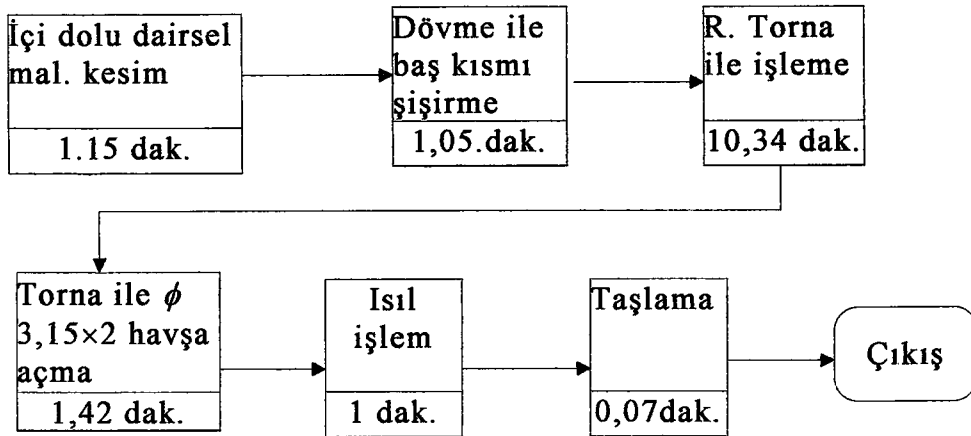 İçi dolu dairsel
mal. kesim
1.15 dak.
Dövme ile
baş kısmı
şişirme
1,05.dak.
R. Torna
ile işleme
10,34 dak.
Torna ile ϕ
3,15×2 havşa
açma
1,42 dak.
Isıl
işlem
1 dak.
Taşlama
0,07dak.
Çıkış